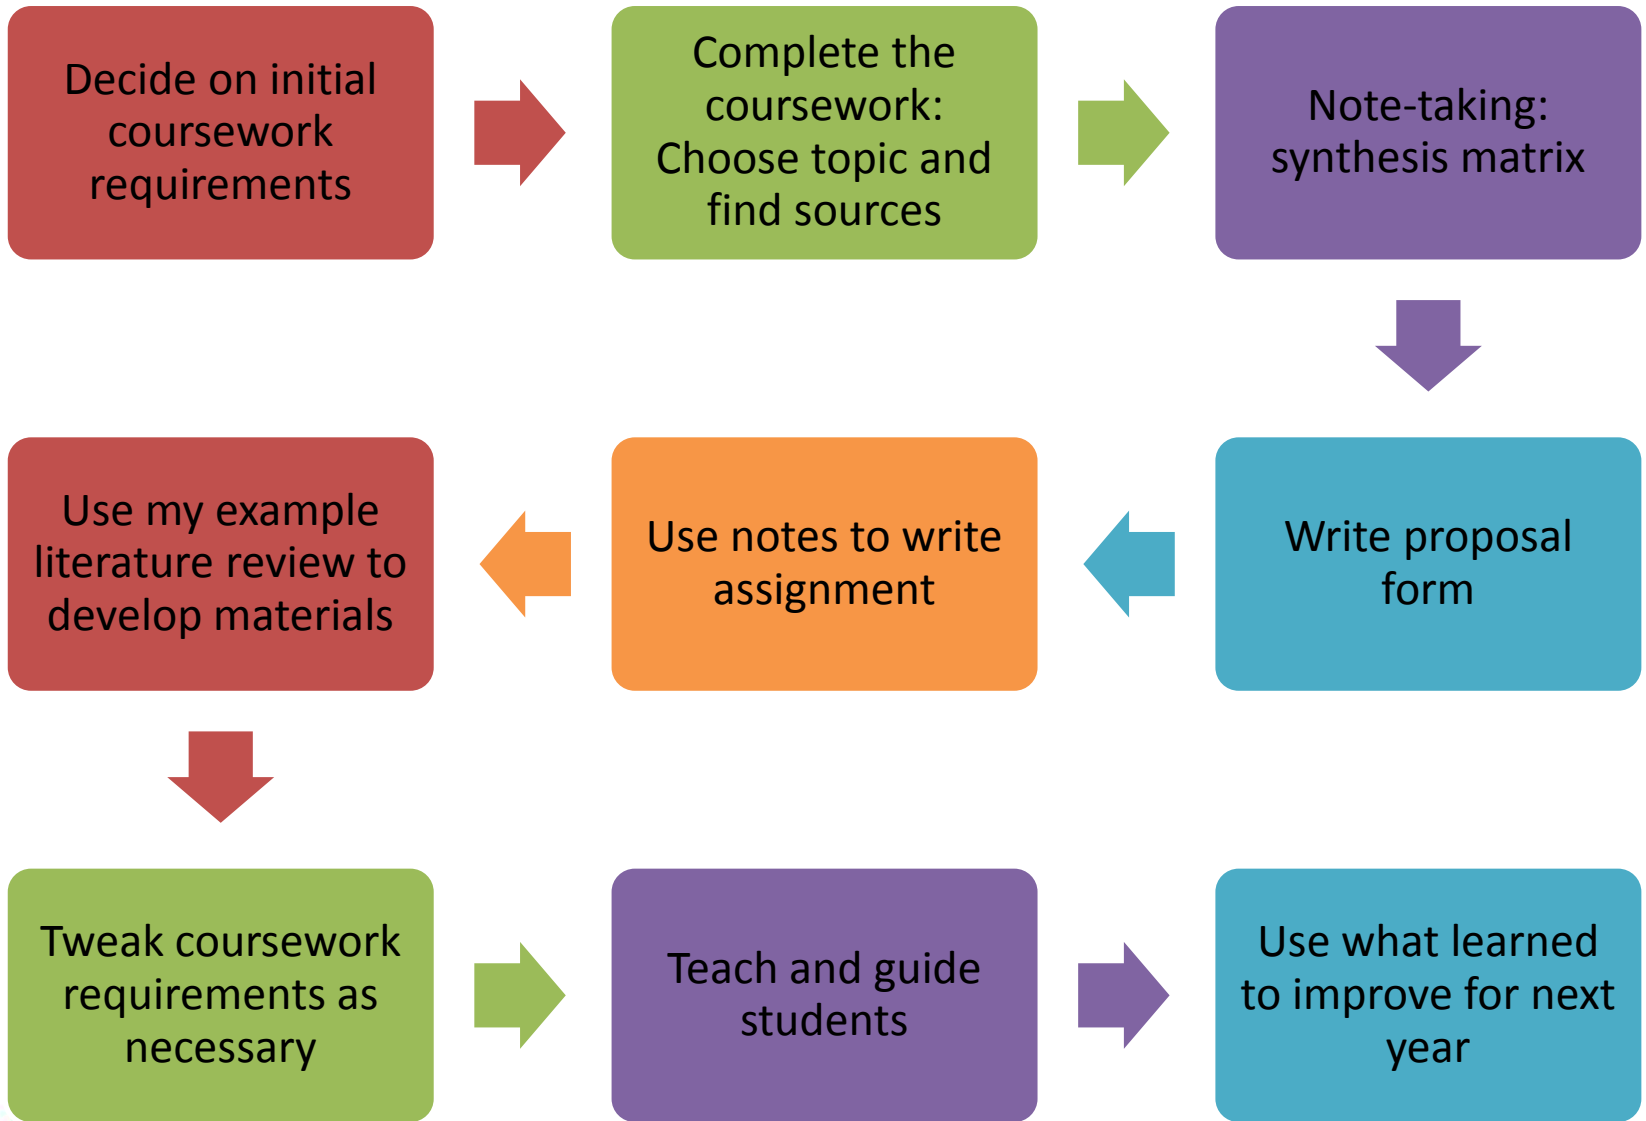 Decide on initial
coursework
requirements
Complete the
coursework:
Choose topic and
find sources
Note-taking:
synthesis matrix
Write proposal
form
Use notes to write
assignment
Use my example
literature review to
develop materials
Tweak coursework
requirements as
necessary
Teach and guide
students
Use what learned
to improve for next
year